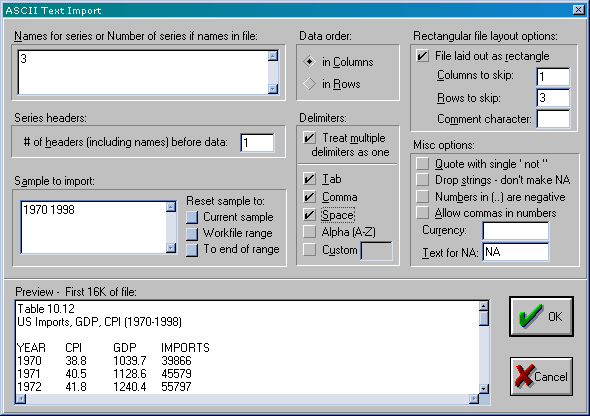 ASCII Text Import
Names for series or Number of series if names in file:
3
Series headers:
# of headers (including names) before data: 1
Sample to import:
1970 1998
Reset sample to:
Current sample
Workfile range
To end of range
Data order:
in Columns
in Rows
Delimiters:
Treat multiple
delimiters as one
Tab
Comma
Space
Alpha (A-Z)
Custom
Rectangular file layout options:
File laid out as rectangle
Columns to skip: 1
Rows to skip: 3
Comment character:
Misc options:
Quote with single ' not "
Drop strings - don't make NA
Numbers in (..) are negative
Allow commas in numbers
Currency:
Text for NA: NA
Preview - First 16K of file:
Table 10.12
US Imports, GDP, CPI (1970-1998)
YEAR CPI GDP IMPORTS
1970 38.8 1039.7 39866
1971 40.5 1128.6 45579
1972 41.8 1240.4 55797
OK
Cancel